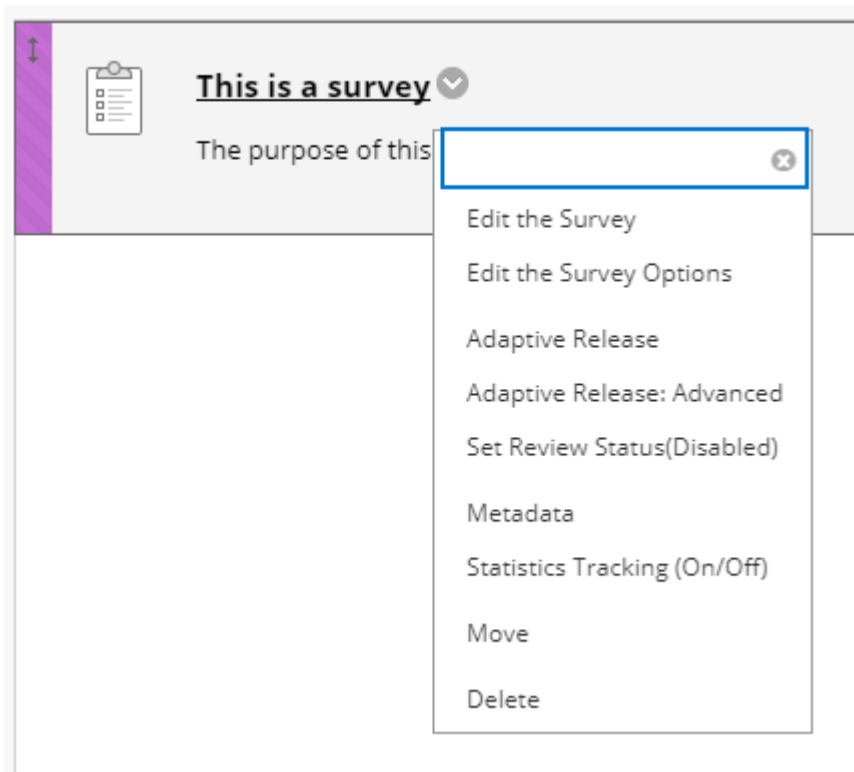 This is a survey
The purpose of this
Edit the Survey
Edit the Survey Options
Adaptive Release
Adaptive Release: Advanced
Set Review Status(Disabled)
Metadata
Statistics Tracking (On/Off)
Move
Delete